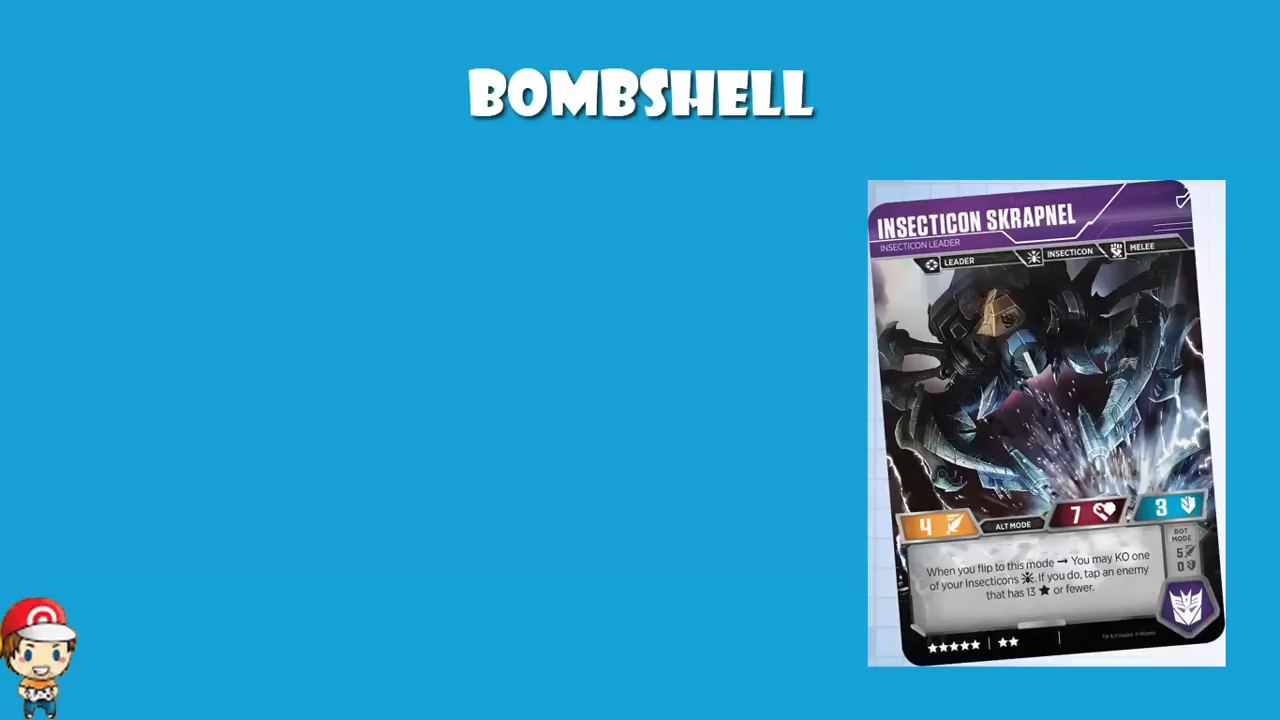 BOMBSHELL
INSECTICON SKRAPNEL
INSECTICON LEADER
LEADER
INSECTICON
MELEE
4
ALT MODE
7
3
BOT
MODE
5
0
When you flip to this mode → You may KO one
of your Insecticons . If you do, tap an enemy
that has 13 ★ or fewer.
★★★★★ | ★★